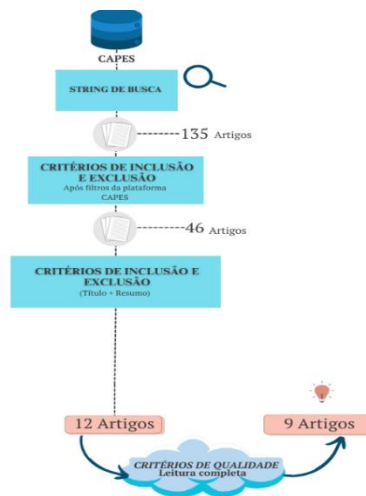 CAPES
STRING DE BUSCA
135 Artigos
CRITÉRIOS DE INCLUSÃO
E EXCLUSÃO
Após filtros da plataforma
CAPES
46 Artigos
CRITÉRIOS DE INCLUSÃO E
EXCLUSÃO
(Título + Resumo)
12 Artigos
9 Artigos
CRITÉRIOS DE QUALIDADE
Leitura completa